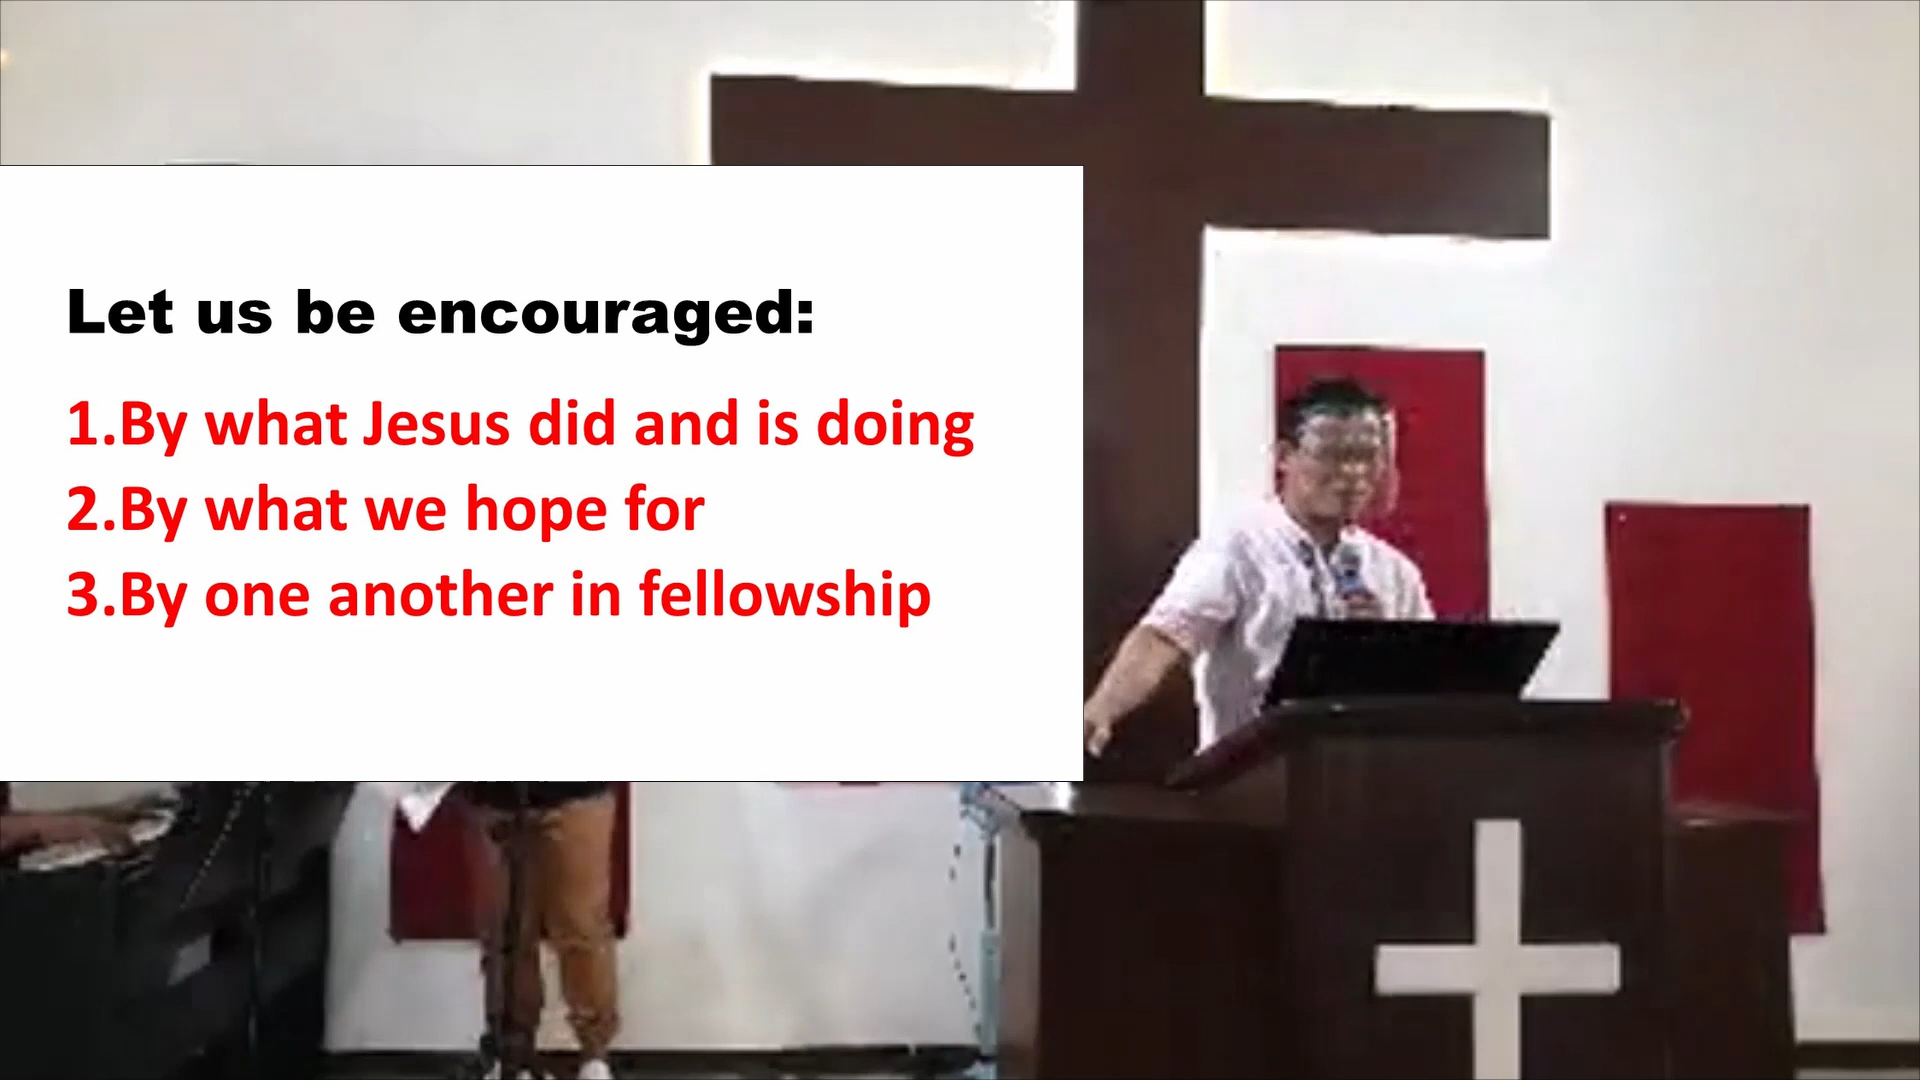 Let us be encouraged:
1.By what Jesus did and is doing
2.By what we hope for
3.By one another in fellowship